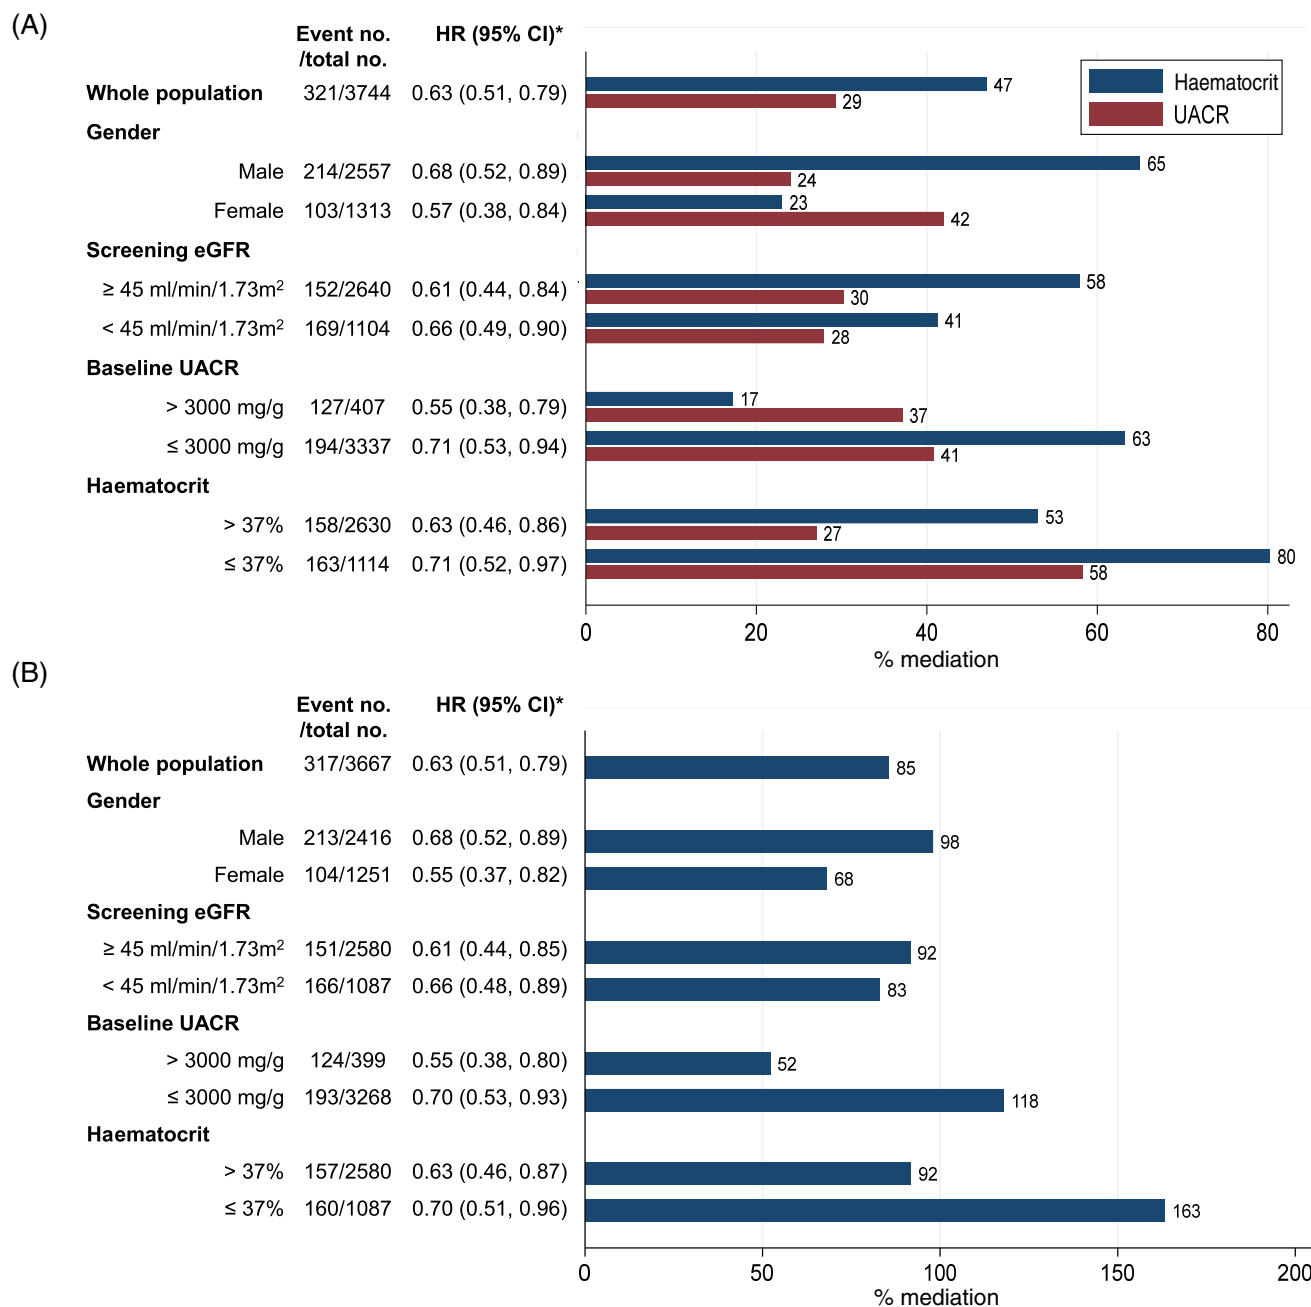 (A)
Event no. HR (95% CI)*
/total no.
Haematocrit
UACR
Whole population 321/3744 0.63 (0.51, 0.79) 47
29
Gender
Male 214/2557 0.68 (0.52, 0.89) 65
24
Female 103/1313 0.57 (0.38, 0.84) 23
42
Screening eGFR
≥ 45 ml/min/1.73m² 152/2640 0.61 (0.44, 0.84) 58
30
< 45 ml/min/1.73m² 169/1104 0.66 (0.49, 0.90) 41
28
Baseline UACR
> 3000 mg/g 127/407 0.55 (0.38, 0.79) 17
37
≤ 3000 mg/g 194/3337 0.71 (0.53, 0.94) 63
41
Haematocrit
> 37% 158/2630 0.63 (0.46, 0.86) 53
27
≤ 37% 163/1114 0.71 (0.52, 0.97) 80
58
0 20 40 60 80
% mediation
(B)
Event no. HR (95% CI)*
/total no.
Whole population 317/3667 0.63 (0.51, 0.79) 85
Gender
Male 213/2416 0.68 (0.52, 0.89) 98
Female 104/1251 0.55 (0.37, 0.82) 68
Screening eGFR
≥ 45 ml/min/1.73m² 151/2580 0.61 (0.44, 0.85) 92
< 45 ml/min/1.73m² 166/1087 0.66 (0.48, 0.89) 83
Baseline UACR
> 3000 mg/g 124/399 0.55 (0.38, 0.80) 52
≤ 3000 mg/g 193/3268 0.70 (0.53, 0.93) 118
Haematocrit
> 37% 157/2580 0.63 (0.46, 0.87) 92
≤ 37% 160/1087 0.70 (0.51, 0.96) 163
0 50 100 150 200
% mediation